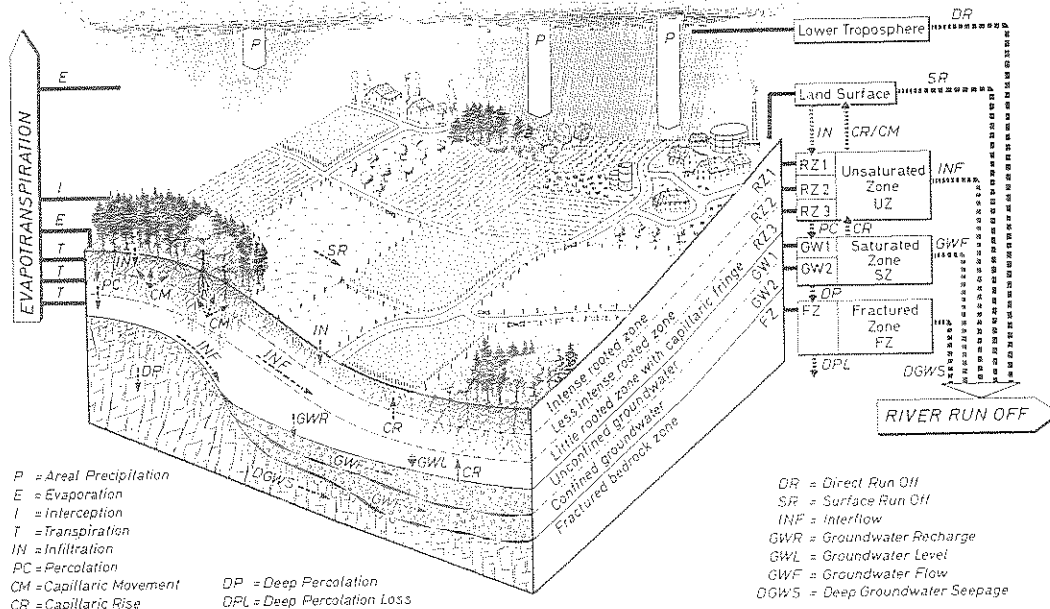 DR
P
P
P
Lower Troposphere
SR
E
Land Surface
IN
CR/CM
EVAPOTRANSPIRATION
RZ1
RZ2
RZ3
Unsaturated
Zone
UZ
INF
PC
CR
GW1
GW2
Saturated
Zone
SZ
GWF
DP
FZ
Fractured
Zone
FZ
DPL
DGWS
RIVER RUN OFF
I
E
T
T
T
IN
PC
CM
CM
SR
IN
INF
INF
DP
GWR
CR
GWF
GWL
CR
DGWS
RZ1
RZ2
RZ3
GW1
GW2
FZ
Intense rooted zone
Less intense rooted zone
Little rooted zone with capillaric fringe
Unconfined groundwater
Confined groundwater
Fractured bedrock zone
P = Areal Precipitation
E = Evaporation
I = Interception
T = Transpiration
IN = Infiltration
PC = Percolation
CM = Capillaric Movement
CR = Capillaric Rise
DP = Deep Percolation
DPL = Deep Percolation Loss
DR = Direct Run Off
SR = Surface Run Off
INF = Interflow
GWR = Groundwater Recharge
GWL = Groundwater Level
GWF = Groundwater Flow
DGWS = Deep Groundwater Seepage